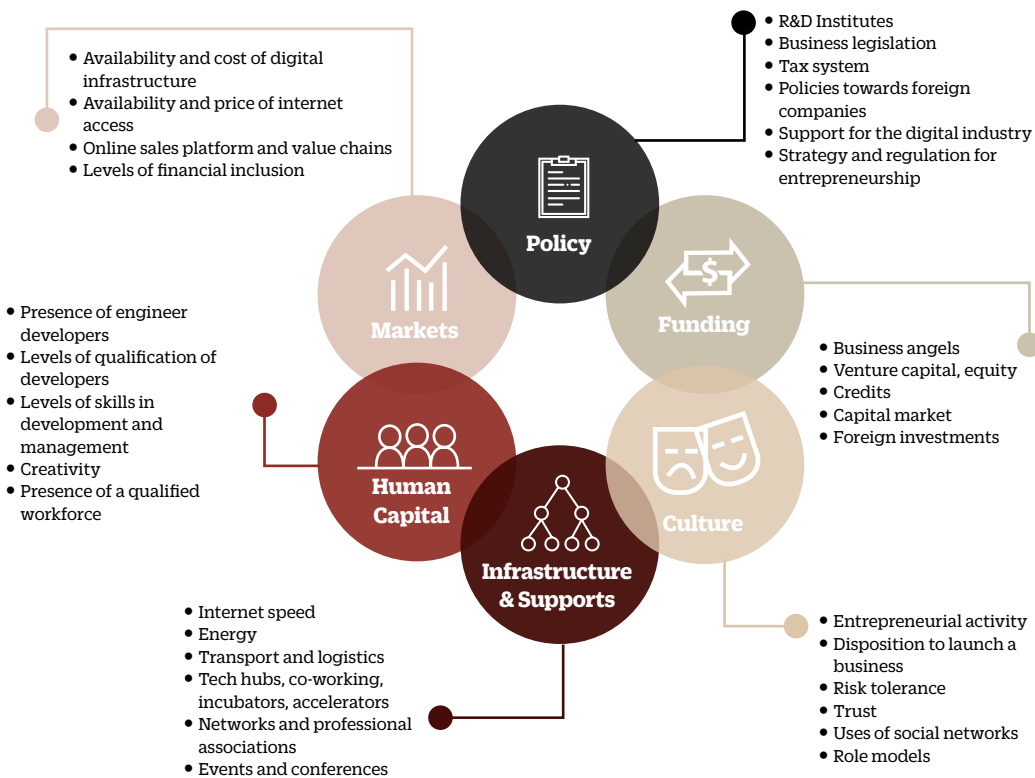 • Availability and cost of digital
infrastructure
• Availability and price of internet
access
• Online sales platform and value chains
• Levels of financial inclusion
• R&D Institutes
• Business legislation
• Tax system
• Policies towards foreign
companies
• Support for the digital industry
• Strategy and regulation for
entrepreneurship
Policy
Markets
$
Funding
• Presence of engineer
developers
• Levels of qualification of
developers
• Levels of skills in
development and
management
• Creativity
• Presence of a qualified
workforce
• Business angels
• Venture capital, equity
• Credits
• Capital market
• Foreign investments
Human
Capital
Culture
Infrastructure
& Supports
• Internet speed
• Energy
• Transport and logistics
• Tech hubs, co-working,
incubators, accelerators
• Networks and professional
associations
• Events and conferences
• Entrepreneurial activity
• Disposition to launch a
business
• Risk tolerance
• Trust
• Uses of social networks
• Role models